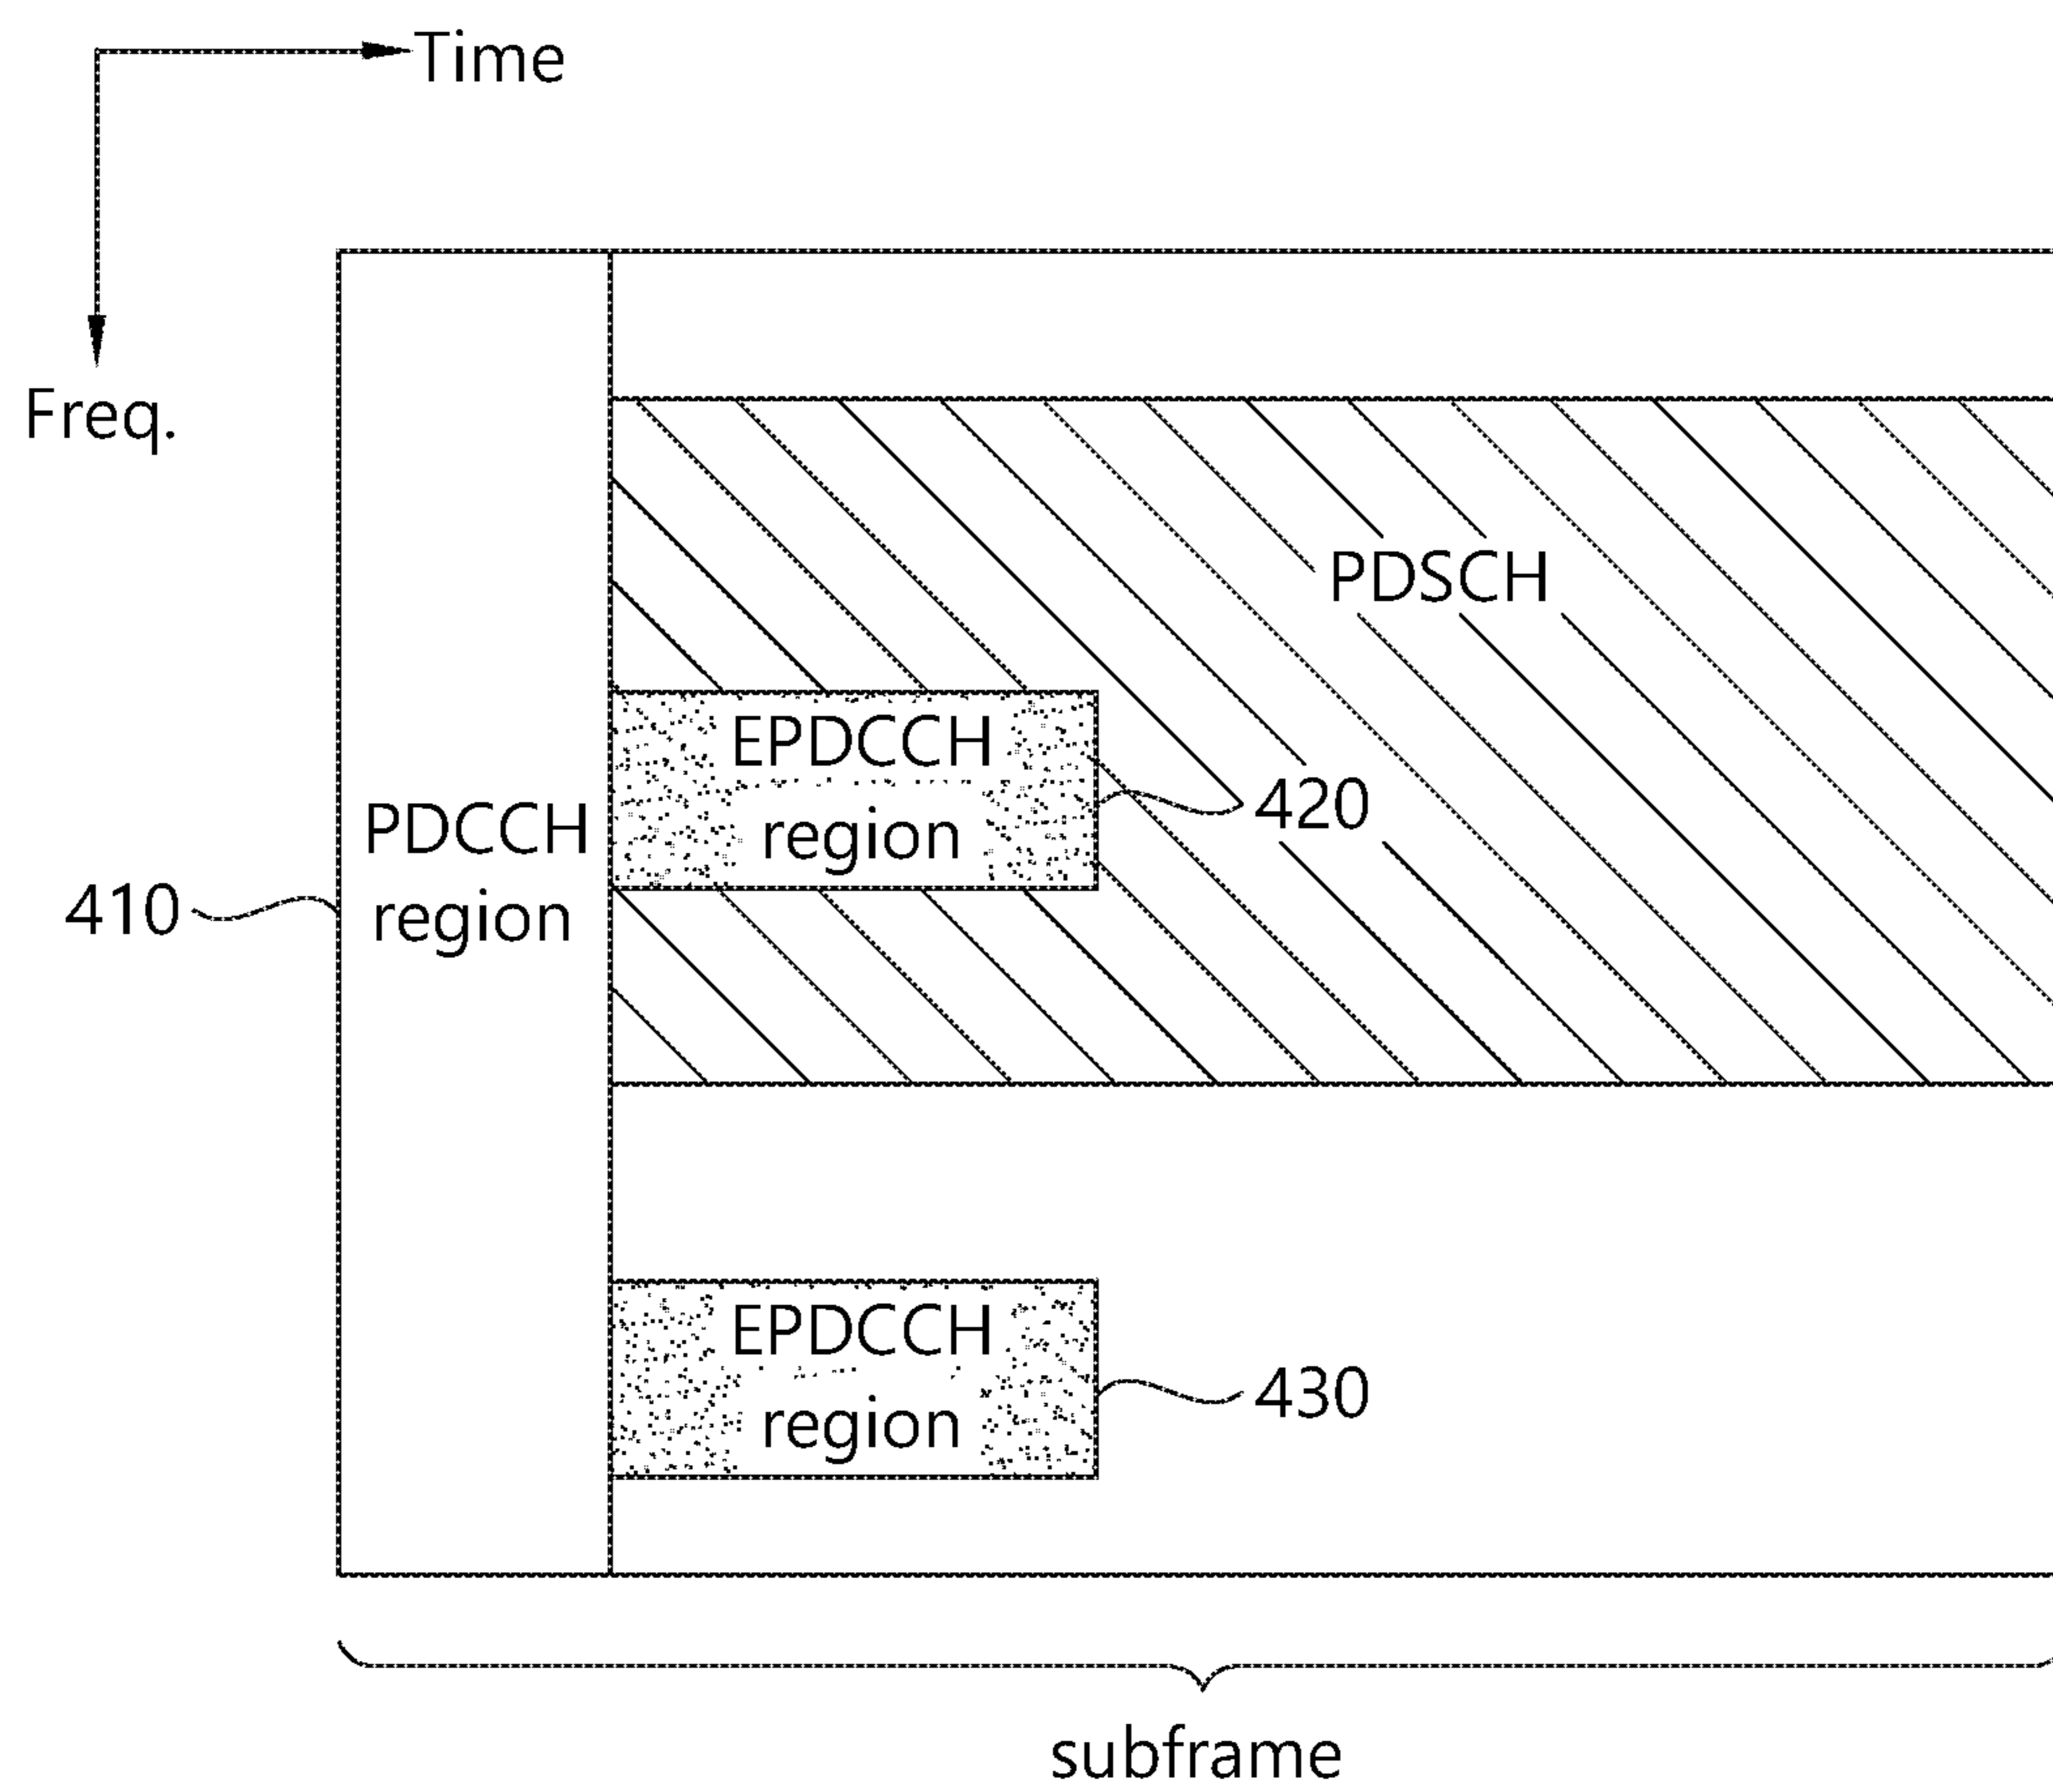 Time
Freq.
PDSCH
EPDCCH
region
420
PDCCH
region
410
EPDCCH
region
430
subframe